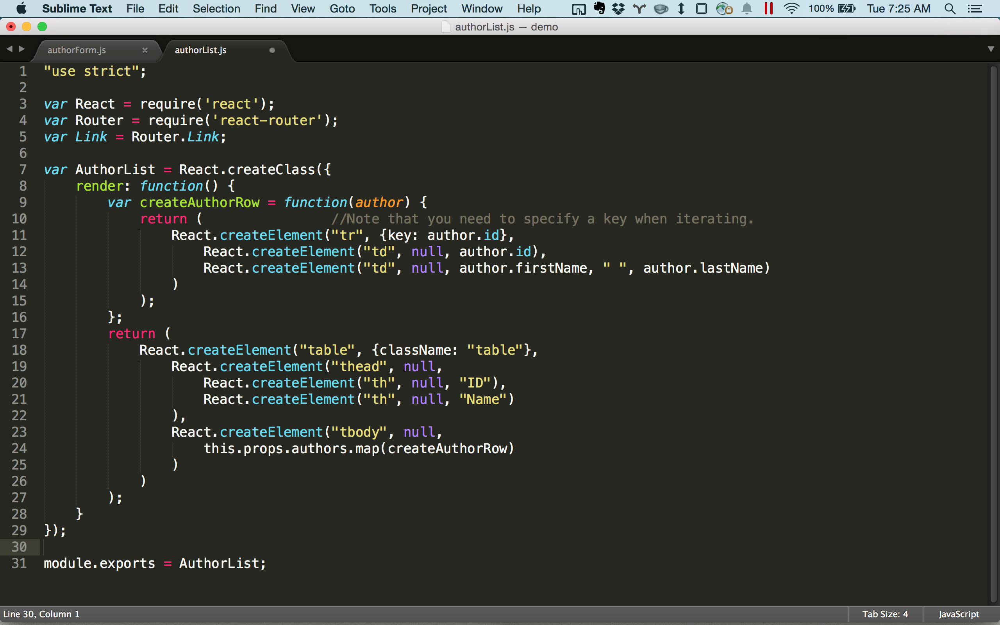 Sublime Text File Edit Selection Find View Goto Tools Project Window Help 100% Tue 7:25 AM
authorList.js — demo
authorForm.js authorList.js
1 "use strict";
2
3 var React = require('react');
4 var Router = require('react-router');
5 var Link = Router.Link;
6
7 var AuthorList = React.createClass({
8     render: function() {
9         var createAuthorRow = function(author) {
10             return (                //Note that you need to specify a key when iterating.
11                 React.createElement("tr", {key: author.id},
12                     React.createElement("td", null, author.id),
13                     React.createElement("td", null, author.firstName, " ", author.lastName)
14                 )
15             );
16         };
17         return (
18             React.createElement("table", {className: "table"},
19                 React.createElement("thead", null,
20                     React.createElement("th", null, "ID"),
21                     React.createElement("th", null, "Name")
22                 ),
23                 React.createElement("tbody", null,
24                     this.props.authors.map(createAuthorRow)
25                 )
26             )
27         );
28     }
29 });
30
31 module.exports = AuthorList;
Line 30, Column 1 Tab Size: 4 JavaScript